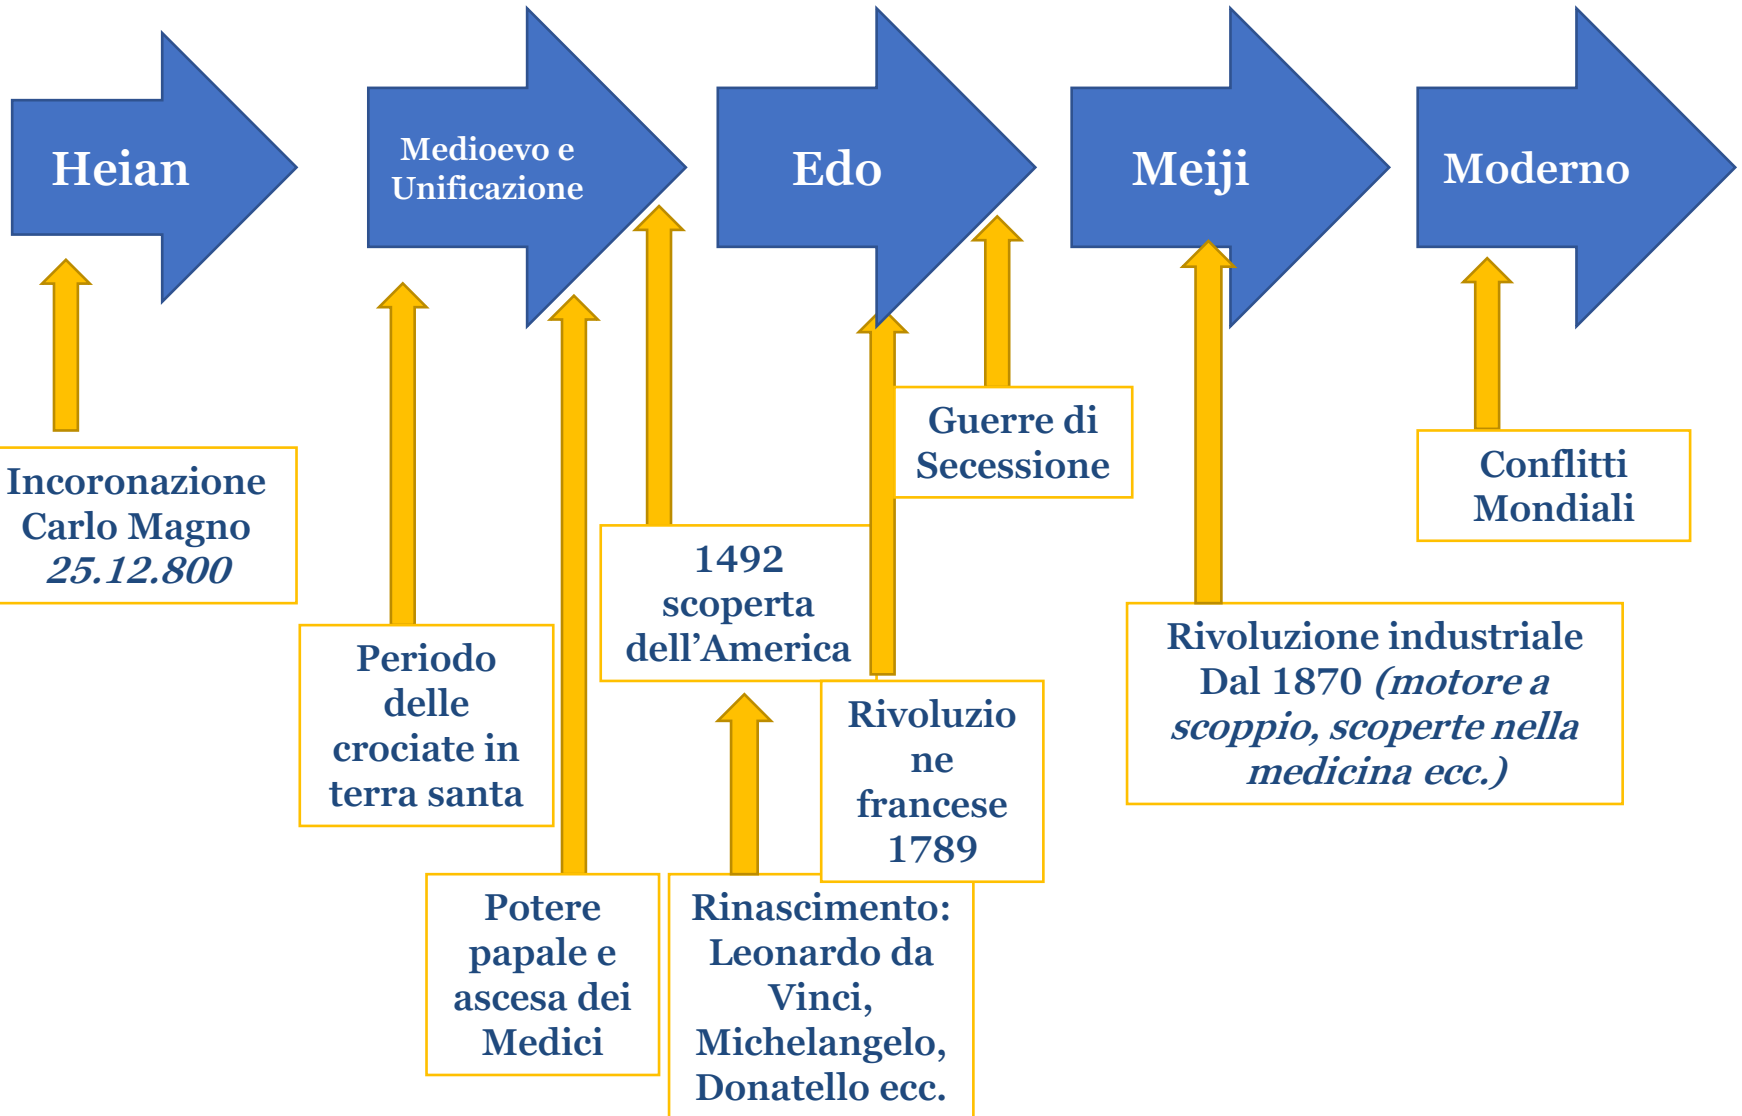 Heian
Medioevo e
Unificazione
Edo
Meiji
Moderno
Incoronazione
Carlo Magno
25.12.800
Periodo
delle
crociate in
terra santa
Potere
papale e
ascesa dei
Medici
1492
scoperta
dell’America
Rinascimento:
Leonardo da
Vinci,
Michelangelo,
Donatello ecc.
Rivoluzio
ne
francese
1789
Guerre di
Secessione
Rivoluzione industriale
Dal 1870 (motore a
scoppio, scoperte nella
medicina ecc.)
Conflitti
Mondiali